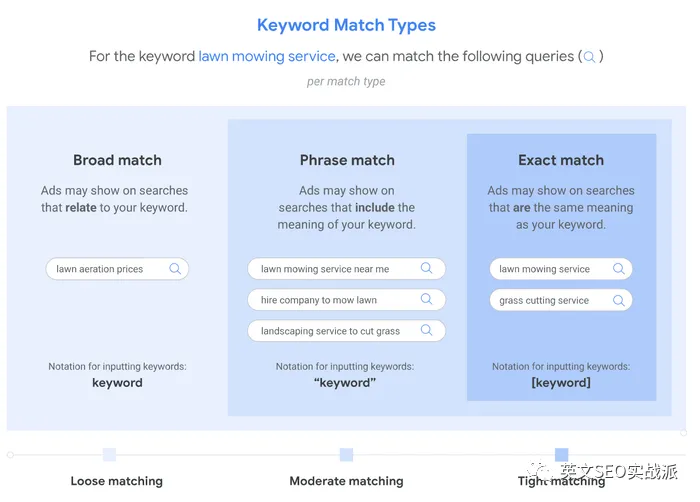 Keyword Match Types
For the keyword lawn mowing service, we can match the following queries ( )
per match type
Broad match
Ads may show on searches
that relate to your keyword.
lawn aeration prices
Notation for inputting keywords:
keyword
Phrase match
Ads may show on
searches that include the
meaning of your keyword.
lawn mowing service near me
hire company to mow lawn
landscaping service to cut grass
Notation for inputting keywords:
“keyword”
Exact match
Ads may show on searches
that are the same meaning
as your keyword.
lawn mowing service
grass cutting service
Notation for inputting keywords:
[keyword]
Loose matching
Moderate matching
Tight matching
英文SEO实战派